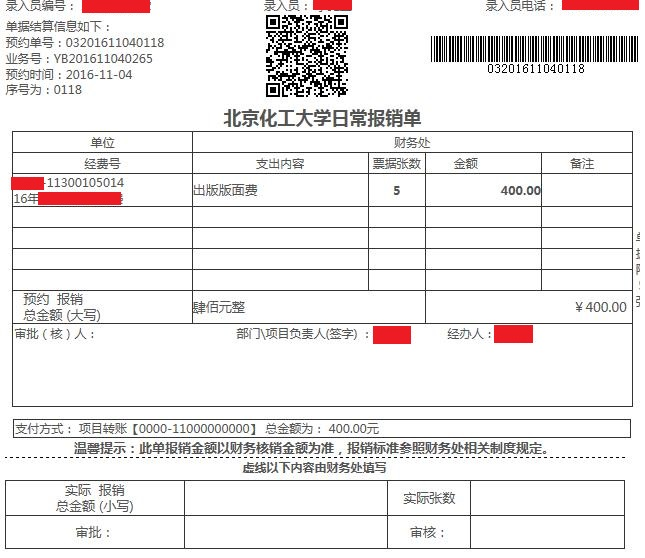 录入员编号：
录入员：
录入员电话：
单据结算信息如下：
预约单号：03201611040118
业务号：YB201611040265
预约时间：2016-11-04
序号为：0118
03201611040118
北京化工大学日常报销单
单位 财务处
经费号 支出内容 票据张数 金额 备注
-11300105014
16年
出版版面费 5 400.00
预约 报销
总金额 (大写)
肆佰元整 ￥400.00
审批（核）人： 部门\项目负责人(签字)： 经办人：
支付方式： 项目转账【0000-11000000000】 总金额为： 400.00元
温馨提示：此单报销金额以财务核销金额为准，报销标准参照财务处相关制度规定。
虚线以下内容由财务处填写
实际 报销
总金额 (小写)
实际张数
审批： 审核：